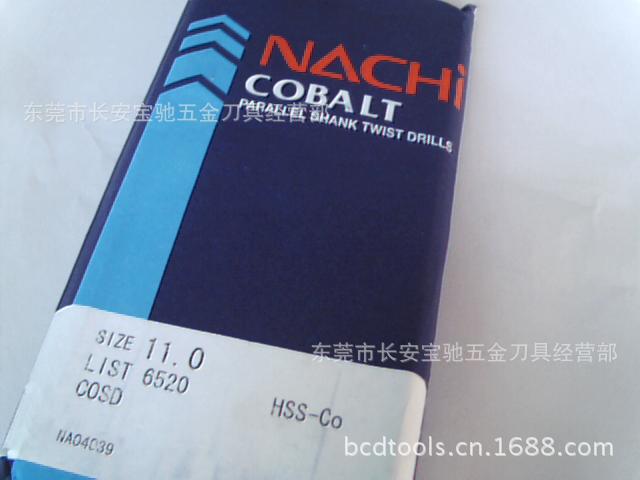 NACHi
COBALT
PARALLEL SHANK TWIST DRILLS
东莞市长安宝驰五金刀具经营部
SIZE 11.0
LIST 6520
COSD
HSS-Co
NA04039
东莞市长安宝驰五金刀具经营部
bcdtools.cn.1688.com